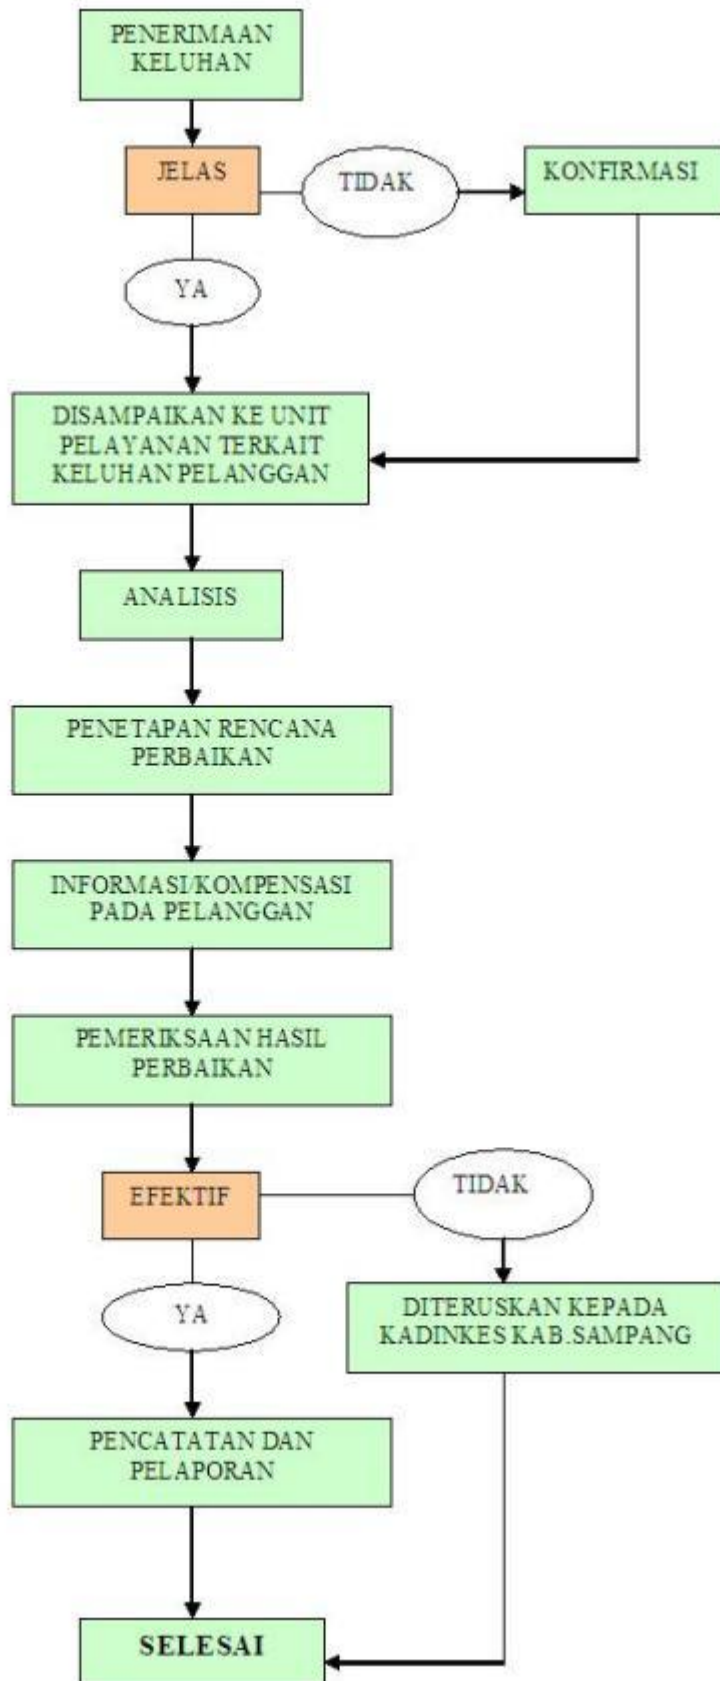 PENERIMAAN
KELUHAN
JELAS
TIDAK
KONFIRMASI
YA
DISAMPAIKAN KE UNIT
PELAYANAN TERKAIT
KELUHAN PELANGGAN
ANALISIS
PENETAPAN RENCANA
PERBAIKAN
INFORMASI/KOMPENSASI
PADA PELANGGAN
PEMERIKSAAN HASIL
PERBAIKAN
EFEKTIF
TIDAK
YA
DITERUSKAN KEPADA
KADINKES KAB.SAMPANG
PENCATATAN DAN
PELAPORAN
SELESAI